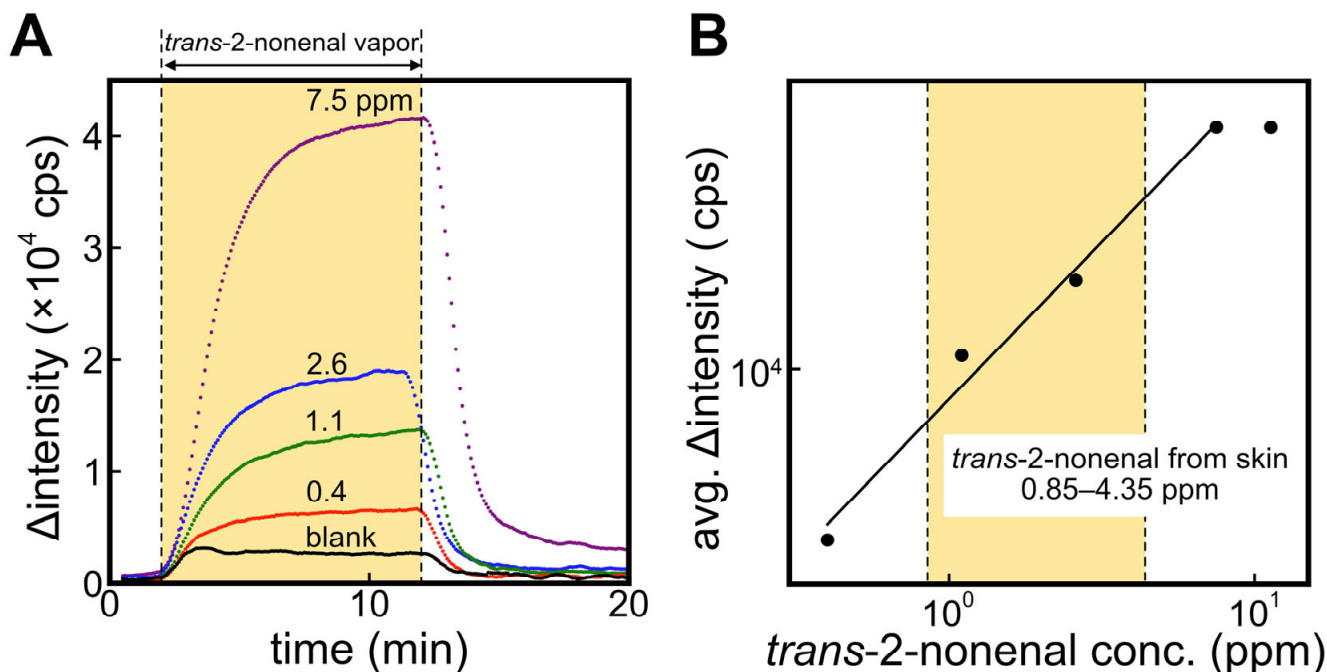 A
trans-2-nonenal vapor
7.5 ppm
2.6
1.1
0.4
blank
4
3
2
1
0
0
10
20
Δintensity (×10⁴ cps)
time (min)
B
avg. Δintensity (cps)
10⁴
trans-2-nonenal from skin
0.85–4.35 ppm
10⁰
10¹
trans-2-nonenal conc. (ppm)